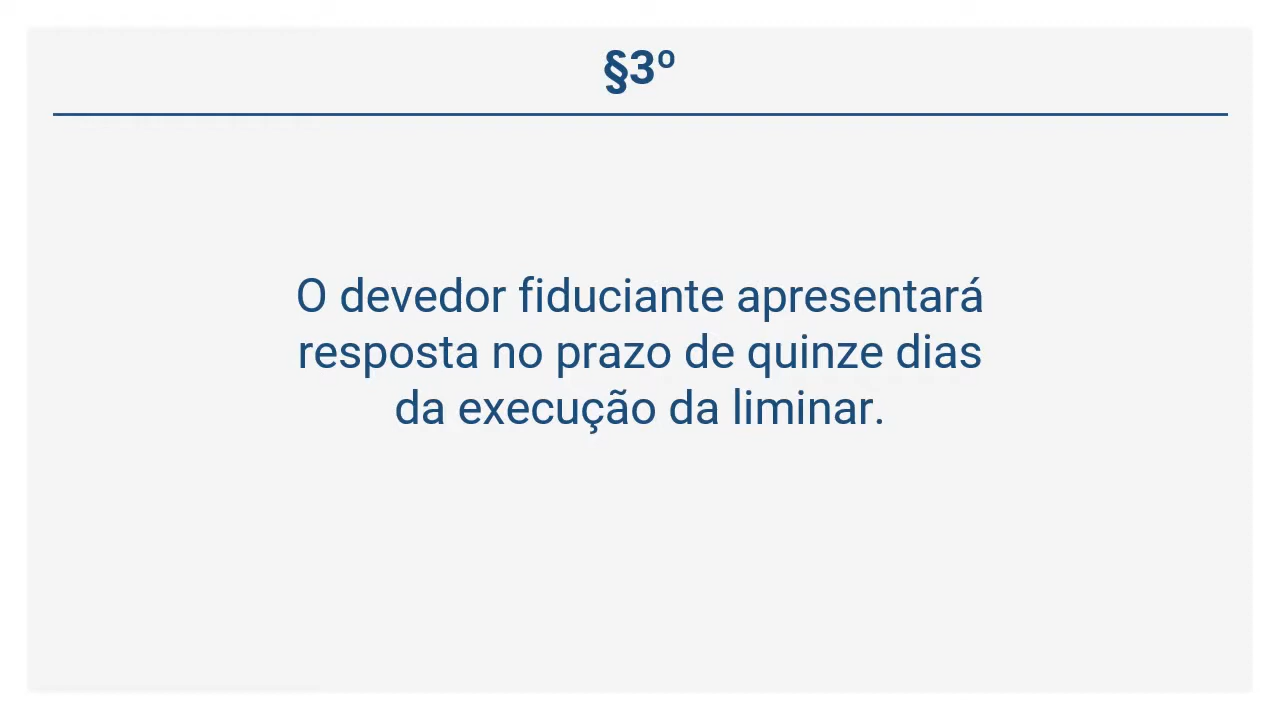 §3º
O devedor fiduciante apresentará
resposta no prazo de quinze dias
da execução da liminar.